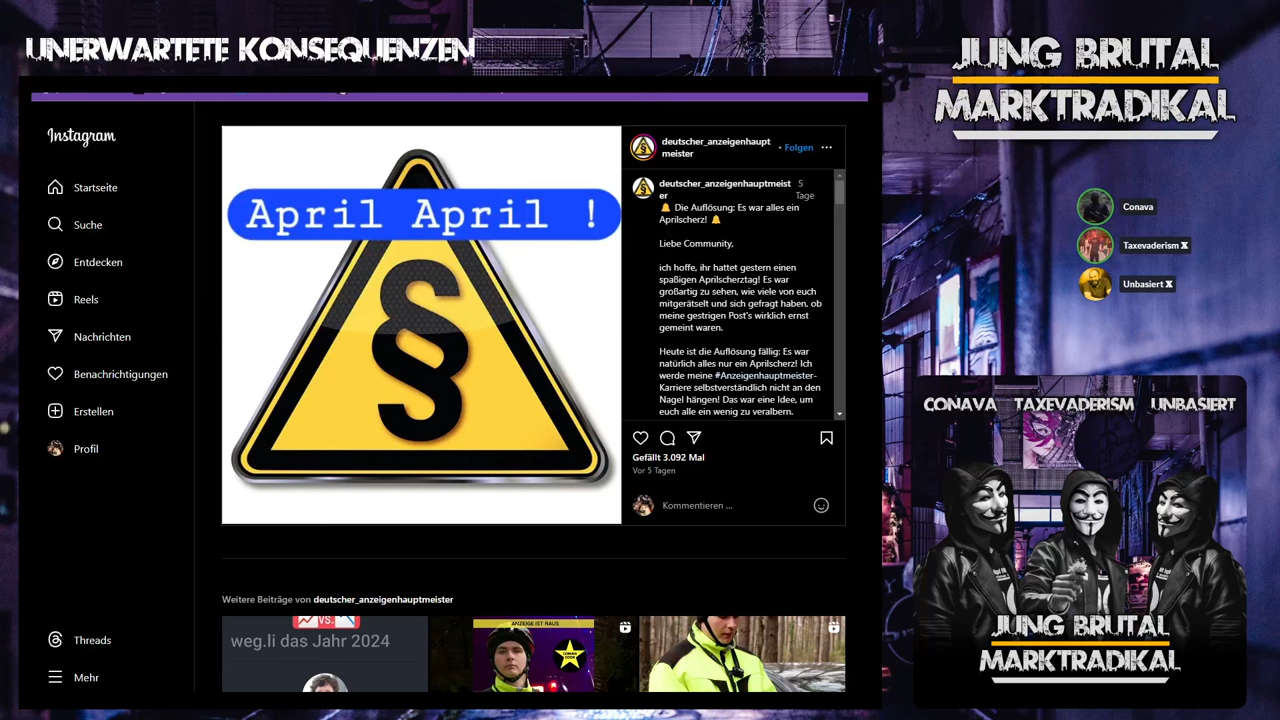 UNERWARTETE KONSEQUENZEN
JUNG BRUTAL
MARKTRADIKAL
Instagram
Startseite
Suche
Entdecken
Reels
Nachrichten
Benachrichtigungen
Erstellen
Profil
Threads
Mehr
April April !
§
deutscher_anzeigenhaupt
meister
• Folgen
deutscher_anzeigenhauptmeist
er
5
Tage
Die Auflösung: Es war alles ein
Aprilscherz!
Liebe Community,
ich hoffe, ihr hattet gestern einen
spaßigen Aprilscherztag! Es war
großartig zu sehen, wie viele von euch
mitgerätselt und sich gefragt haben, ob
meine gestrigen Post's wirklich ernst
gemeint waren.
Heute ist die Auflösung fällig: Es war
natürlich alles nur ein Aprilscherz! Ich
werde meine #Anzeigenhauptmeister-
Karriere selbstverständlich nicht an den
Nagel hängen! Das war eine Idee, um
euch alle ein wenig zu veralbern.
Gefällt 3.092 Mal
Vor 5 Tagen
Kommentieren ...
Weitere Beiträge von deutscher_anzeigenhauptmeister
VS.
weg.li das Jahr 2024
ANZEIGE IST RAUS
COMING
SOON
Conava
Taxevaderism X
Unbasiert X
CONAVA TAXEVADERISM UNBASIERT
JUNG BRUTAL
MARKTRADIKAL